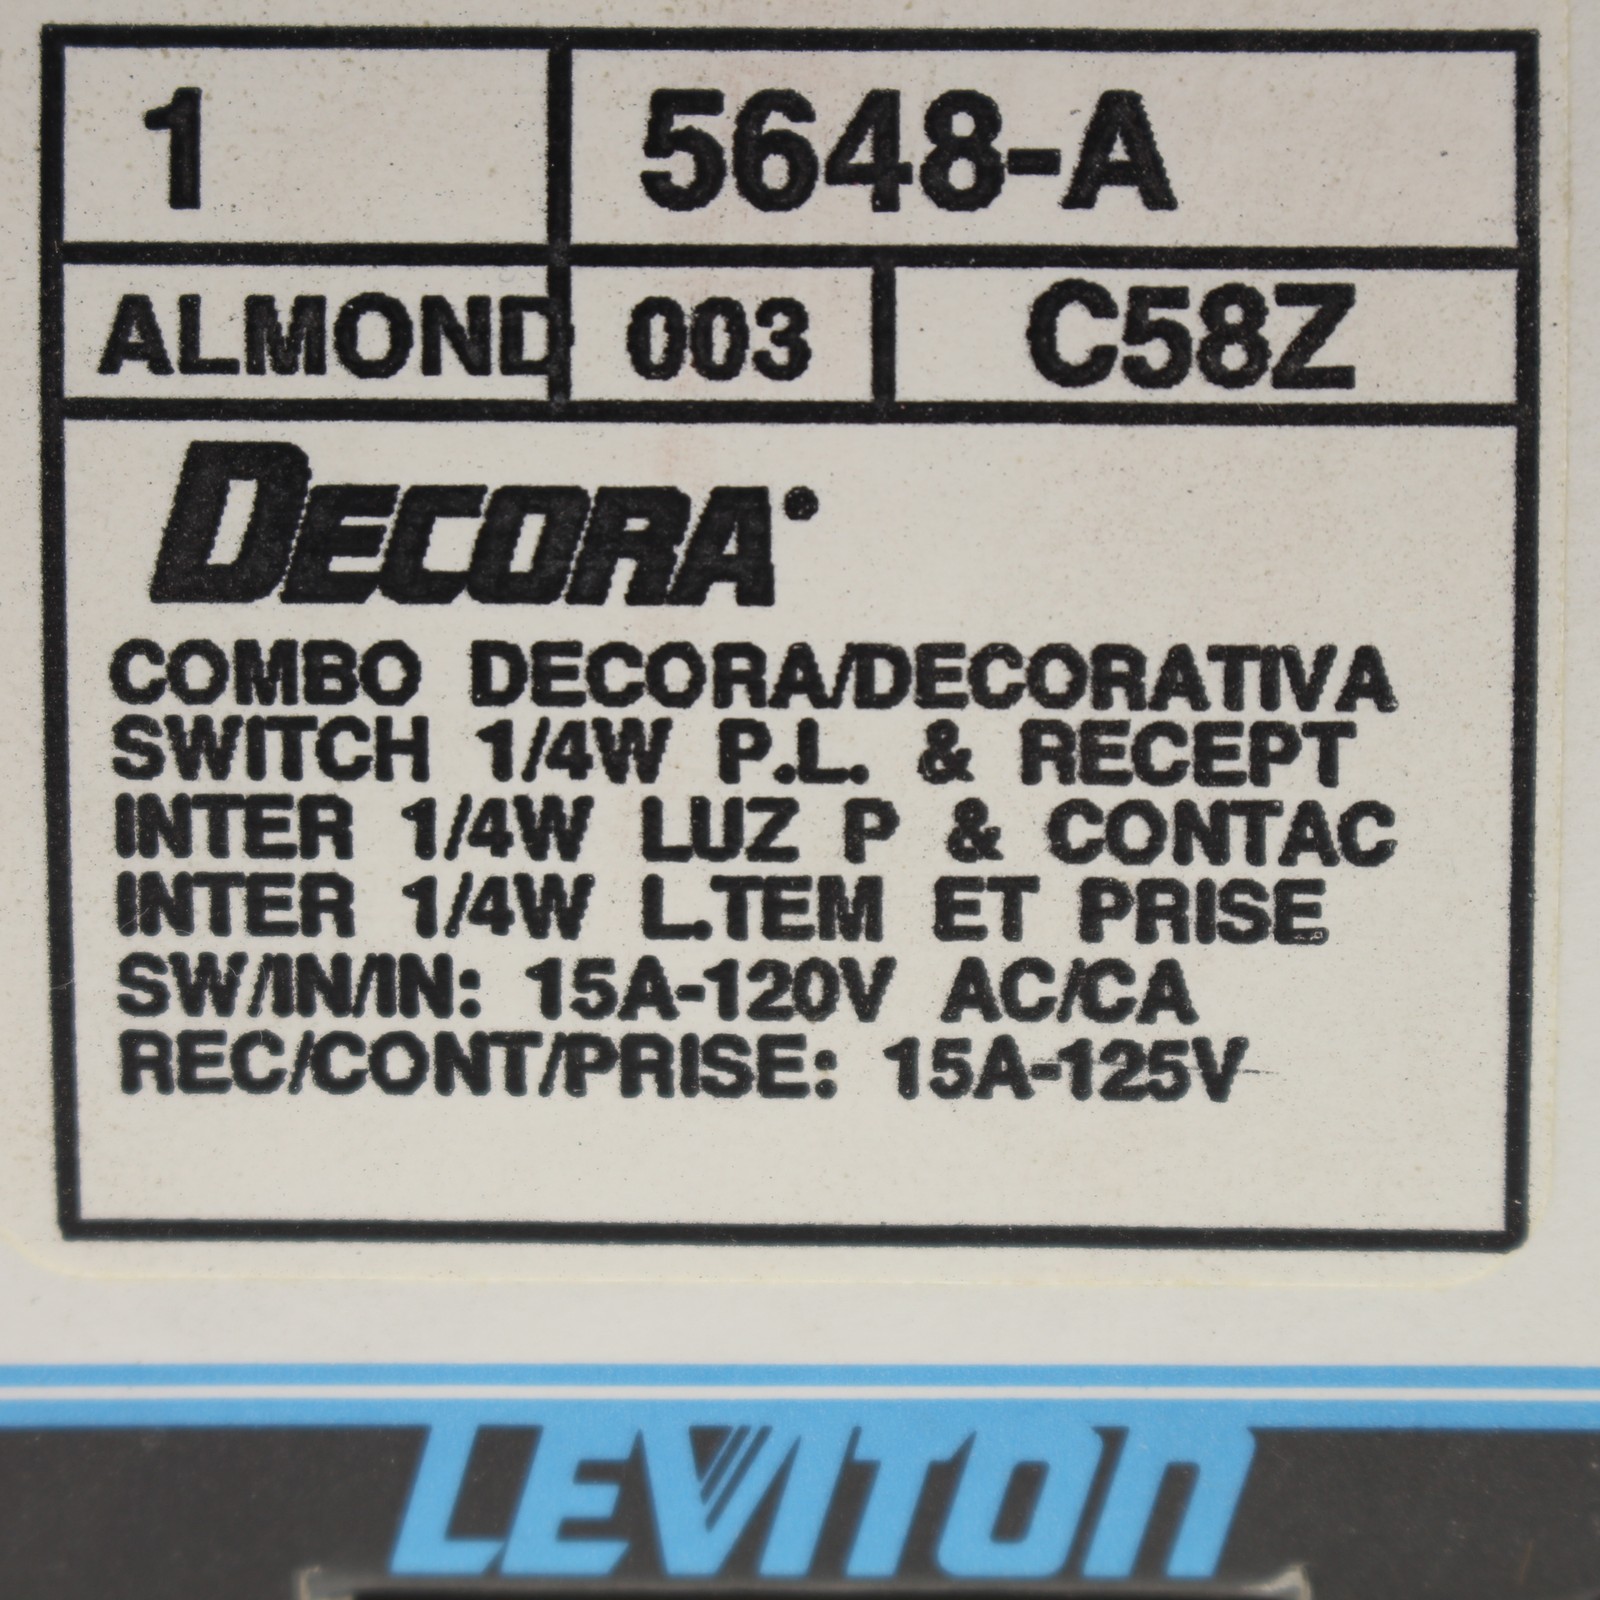 1 5648-A
ALMOND 003 C58Z
DECORA®
COMBO DECORA/DECORATIVA
SWITCH 1/4W P.L. & RECEPT
INTER 1/4W LUZ P & CONTAC
INTER 1/4W L.TEM ET PRISE
SW/IN/IN: 15A-120V AC/CA
REC/CONT/PRISE: 15A-125V
LEVITON